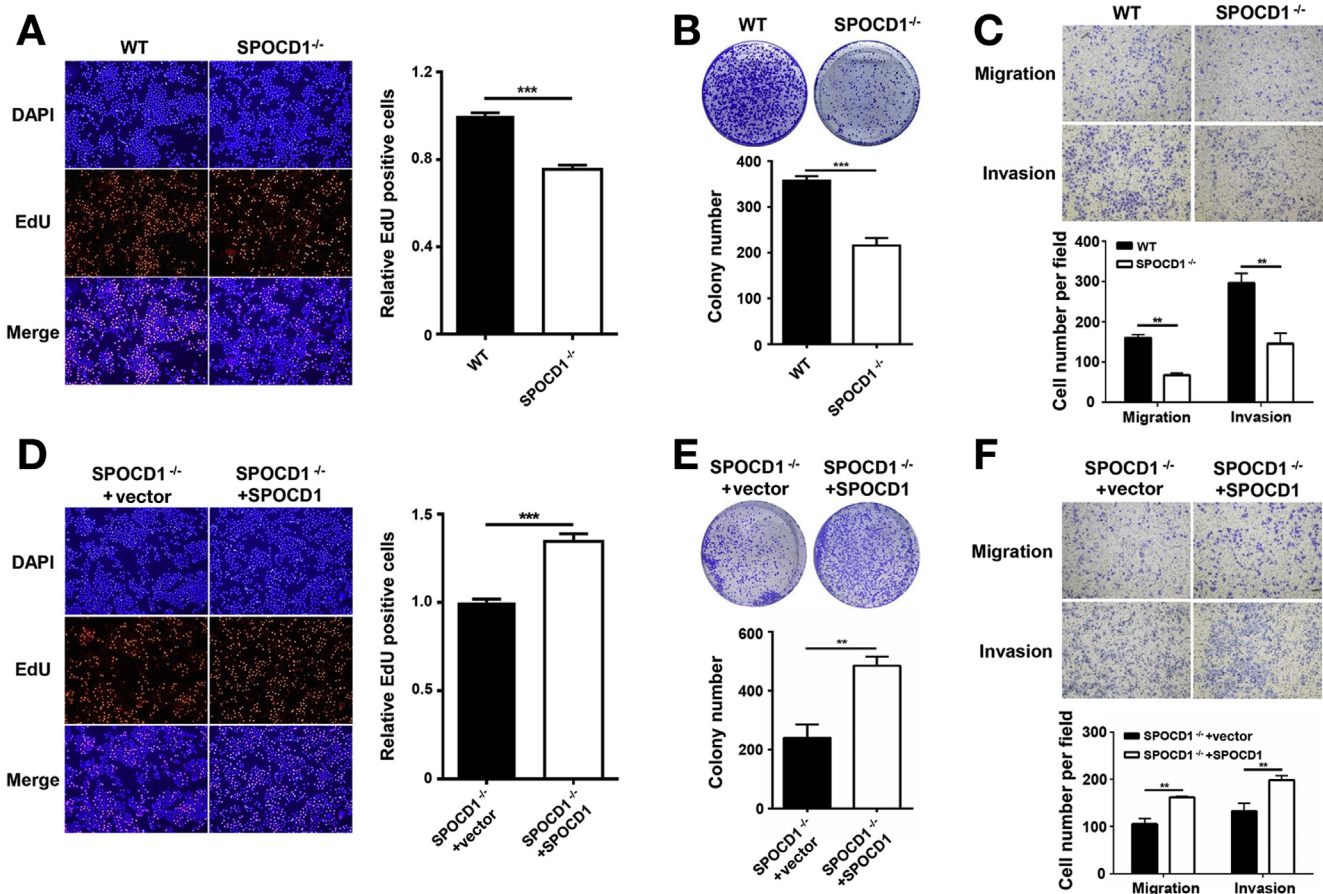 A
WT
SPOCD1-/-
DAPI
EdU
Merge
Relative EdU positive cells
1.2
0.8
0.4
0
***
WT
SPOCD1-/-
B
WT
SPOCD1-/-
Colony number
400
300
200
100
0
***
WT
SPOCD1-/-
C
WT
SPOCD1-/-
Migration
Invasion
Cell number per field
400
300
200
100
0
WT
SPOCD1-/-
**
**
Migration
Invasion
D
SPOCD1-/-
+vector
SPOCD1-/-
+SPOCD1
DAPI
EdU
Merge
Relative EdU positive cells
1.5
1.0
0.5
0
***
SPOCD1-/-
+vector
SPOCD1-/-
+SPOCD1
E
SPOCD1-/-
+vector
SPOCD1-/-
+SPOCD1
Colony number
600
400
200
0
**
SPOCD1-/-
+vector
SPOCD1-/-
+SPOCD1
F
SPOCD1-/-
+vector
SPOCD1-/-
+SPOCD1
Migration
Invasion
Cell number per field
300
200
100
0
SPOCD1-/-+vector
SPOCD1-/-+SPOCD1
**
**
Migration
Invasion